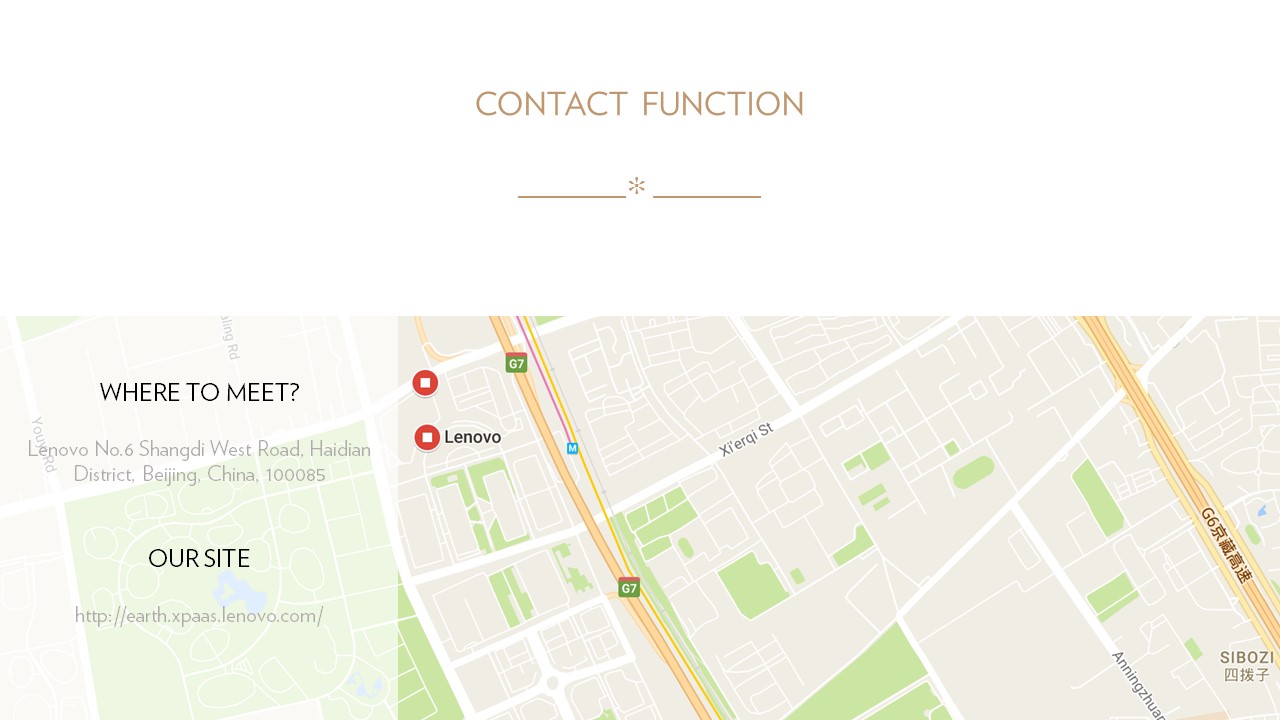 CONTACT FUNCTION
WHERE TO MEET?
Lenovo No.6 Shangdi West Road, Haidian
District, Beijing, China, 100085
OUR SITE
http://earth.xpaas.lenovo.com/
aling Rd
Youyi Rd
G7
Lenovo
M
Xi'erqi St
G7
G6京藏高速
Anningzhuan
SIBOZI
四拨子